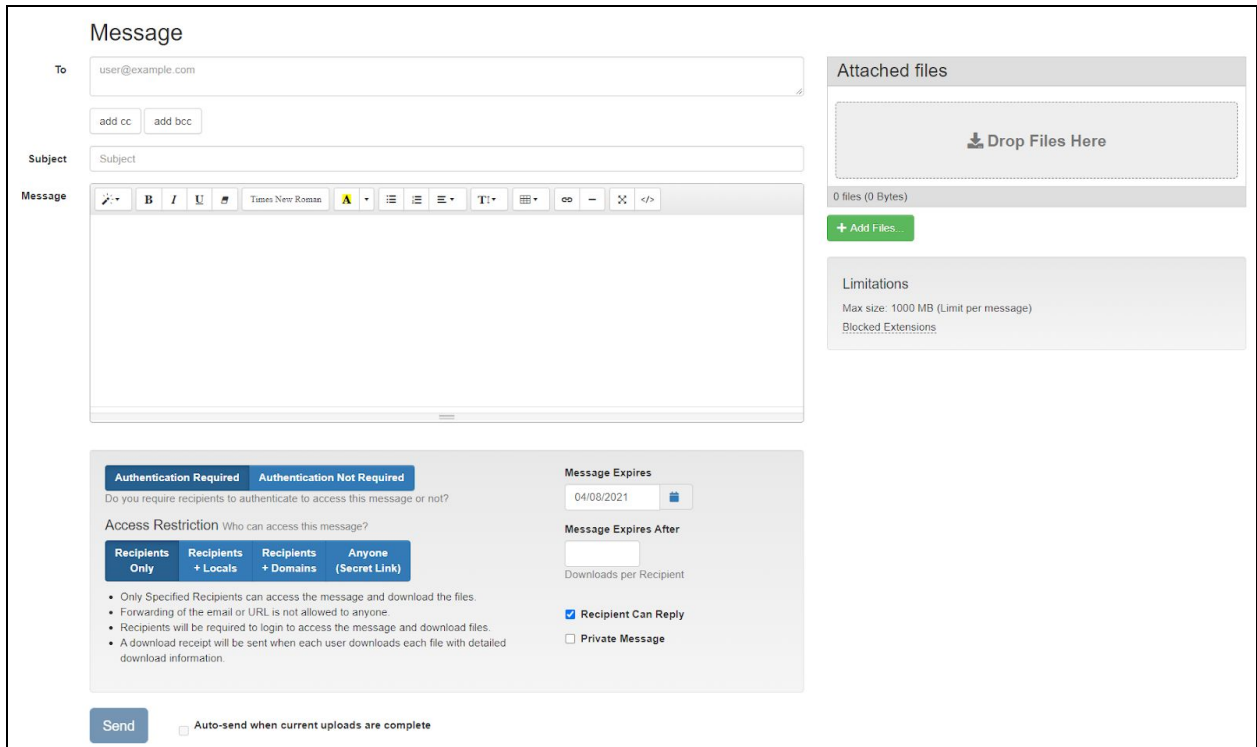 Message
To
user@example.com
add cc add bcc
Subject
Subject
Message
B I U Times New Roman A T
Authentication Required Authentication Not Required
Do you require recipients to authenticate to access this message or not?
Access Restriction Who can access this message?
Recipients Only
Recipients + Locals
Recipients + Domains
Anyone (Secret Link)
• Only Specified Recipients can access the message and download the files.
• Forwarding of the email or URL is not allowed to anyone.
• Recipients will be required to login to access the message and download files.
• A download receipt will be sent when each user downloads each file with detailed
download information.
Message Expires
04/08/2021
Message Expires After
Downloads per Recipient
Recipient Can Reply
Private Message
Send
Auto-send when current uploads are complete
Attached files
Drop Files Here
0 files (0 Bytes)
+ Add Files...
Limitations
Max size: 1000 MB (Limit per message)
Blocked Extensions